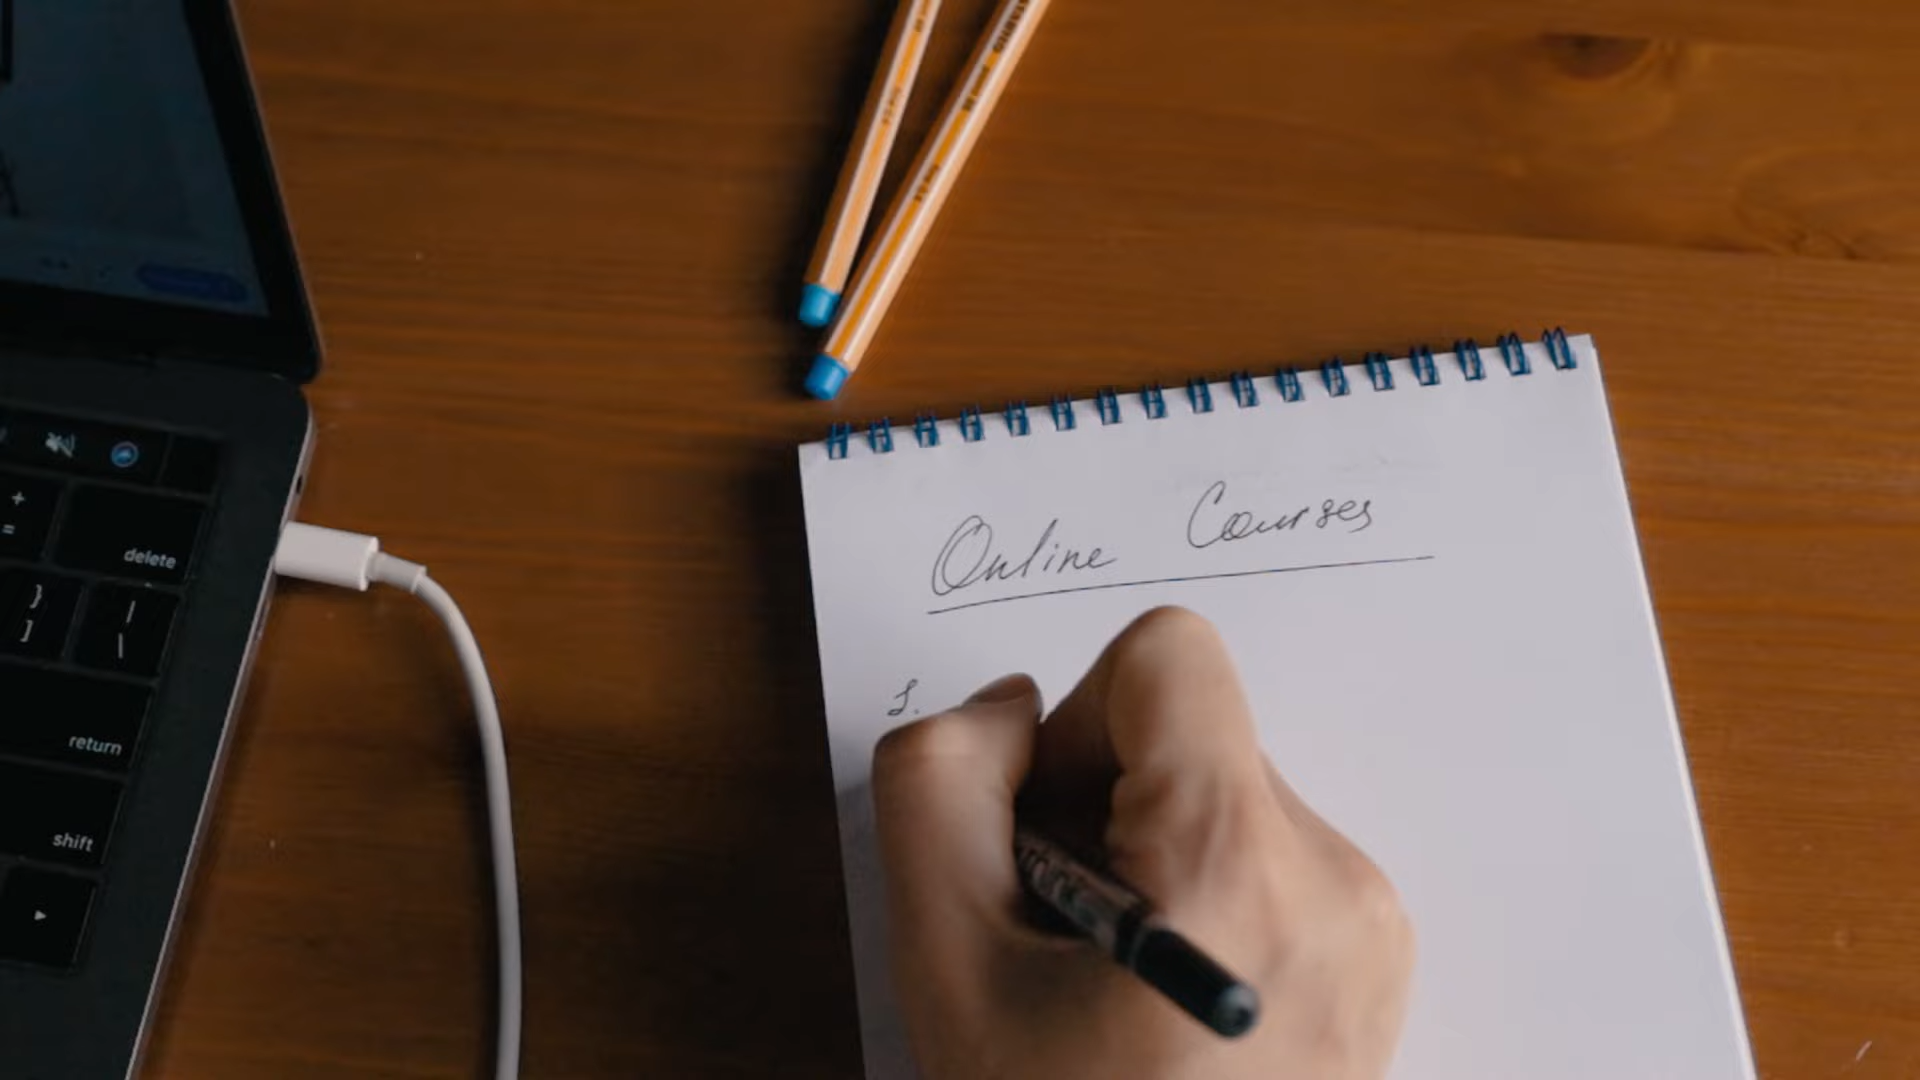 Online Courses
1.
+
=
delete
}
]
|
\
return
shift